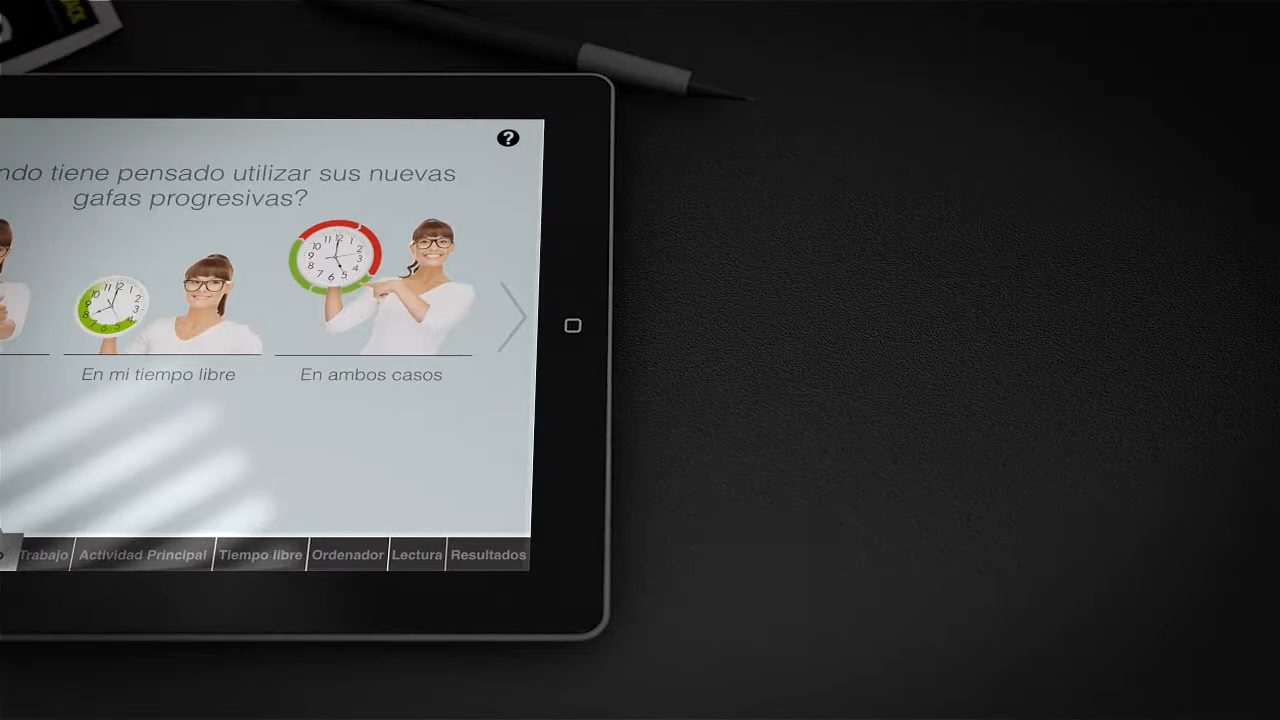 ?
tiene pensado utilizar sus nuevas
gafas progresivas?
En mi tiempo libre
En ambos casos
Trabajo
Actividad Principal
Tiempo libre
Ordenador
Lectura
Resultados